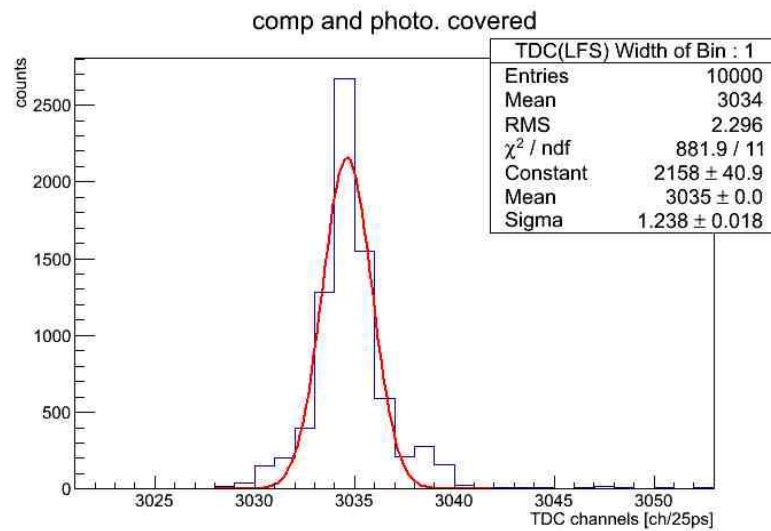 comp and photo. covered
TDC(LFS) Width of Bin : 1
Entries 10000
Mean 3034
RMS 2.296
χ² / ndf 881.9 / 11
Constant 2158 ± 40.9
Mean 3035 ± 0.0
Sigma 1.238 ± 0.018
counts
2500
2000
1500
1000
500
0
3025 3030 3035 3040 3045 3050
TDC channels [ch/25ps]